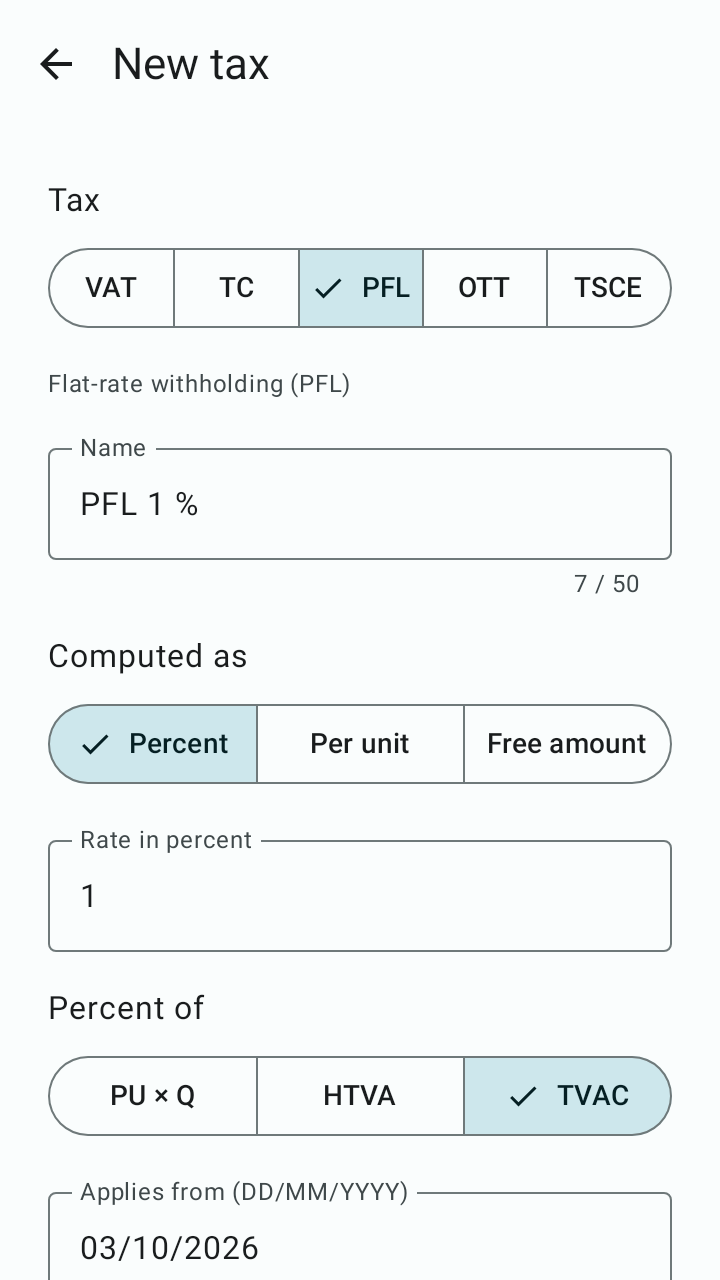 New tax
Tax
VAT TC PFL OTT TSCE
Flat-rate withholding (PFL)
Name
PFL 1 %
7 / 50
Computed as
Percent Per unit Free amount
Rate in percent
1
Percent of
PU × Q HTVA TVAC
Applies from (DD/MM/YYYY)
03/10/2026